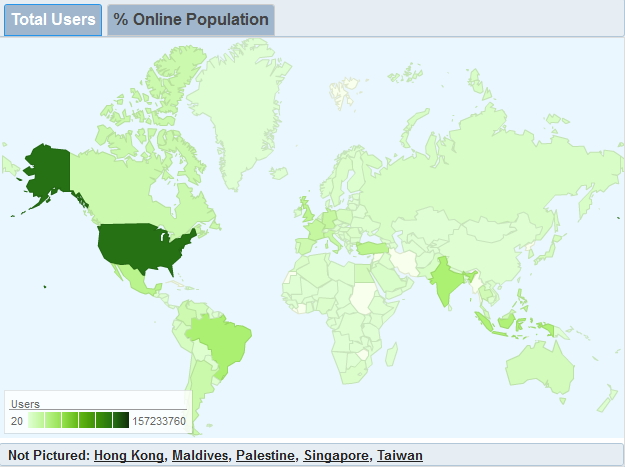 Total Users
% Online Population
Users
20
157233760
Not Pictured: Hong Kong, Maldives, Palestine, Singapore, Taiwan